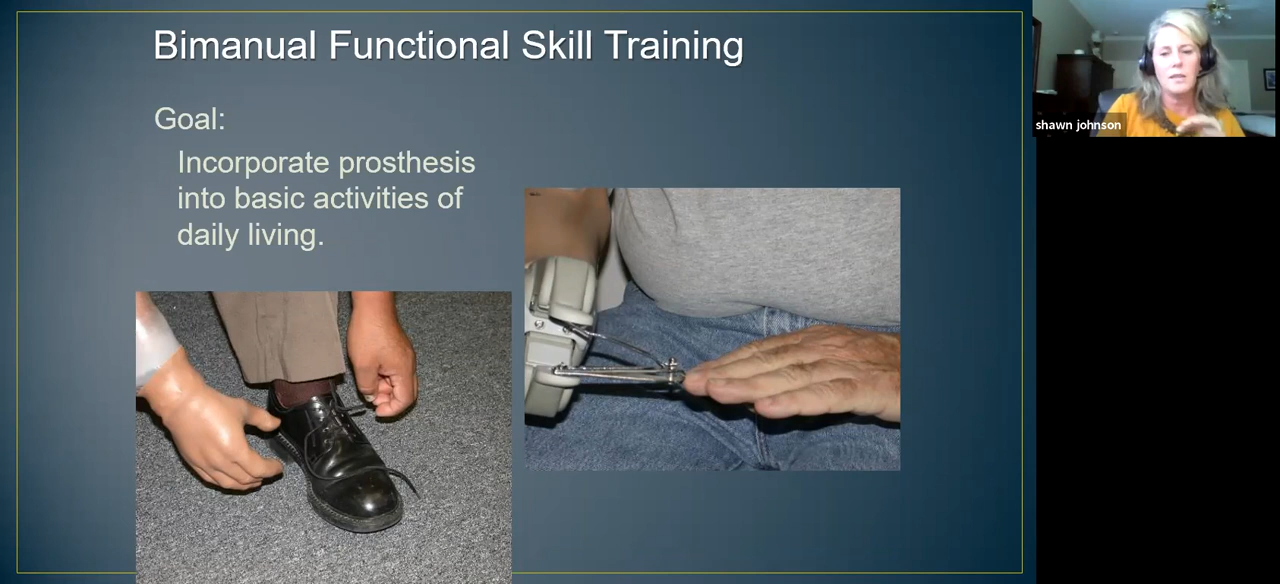 Bimanual Functional Skill Training
Goal:
Incorporate prosthesis
into basic activities of
daily living.
shawn johnson